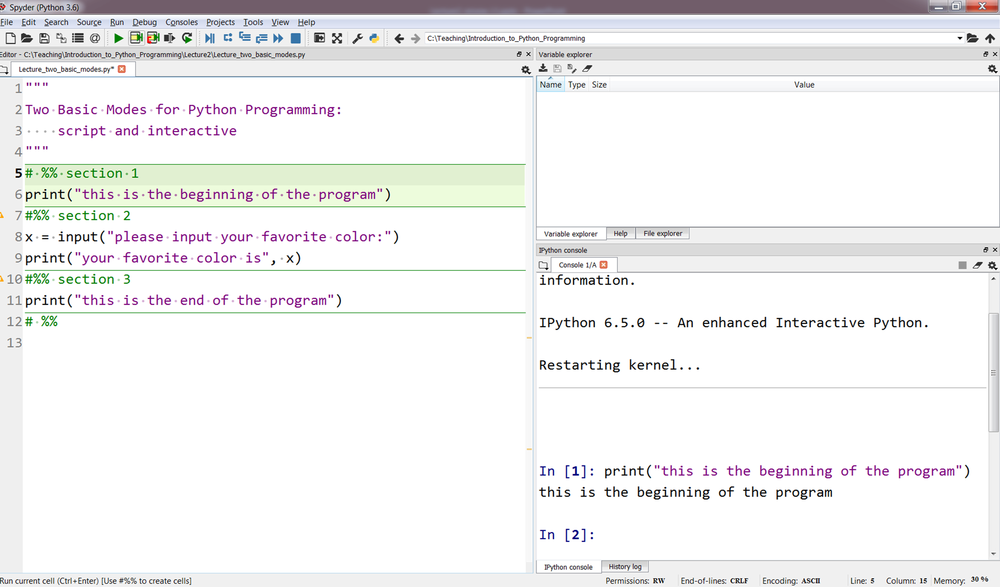 Spyder (Python 3.6)
File Edit Search Source Run Debug Consoles Projects Tools View Help
C:\Teaching\Introduction_to_Python_Programming
Editor - C:\Teaching\Introduction_to_Python_Programming\Lecture2\Lecture_two_basic_modes.py
Lecture_two_basic_modes.py*
1 """
2 Two Basic Modes for Python Programming:
3     script and interactive
4 """
5 # %% section 1
6 print("this is the beginning of the program")
7 #%% section 2
8 x = input("please input your favorite color:")
9 print("your favorite color is", x)
10 #%% section 3
11 print("this is the end of the program")
12 # %%
13
Variable explorer
Name Type Size Value
Variable explorer Help File explorer
IPython console
Console 1/A
information.
IPython 6.5.0 -- An enhanced Interactive Python.
Restarting kernel...
In [1]: print("this is the beginning of the program")
this is the beginning of the program
In [2]:
IPython console History log
Run current cell (Ctrl+Enter) [Use #%% to create cells] Permissions: RW End-of-lines: CRLF Encoding: ASCII Line: 5 Column: 15 Memory: 30 %